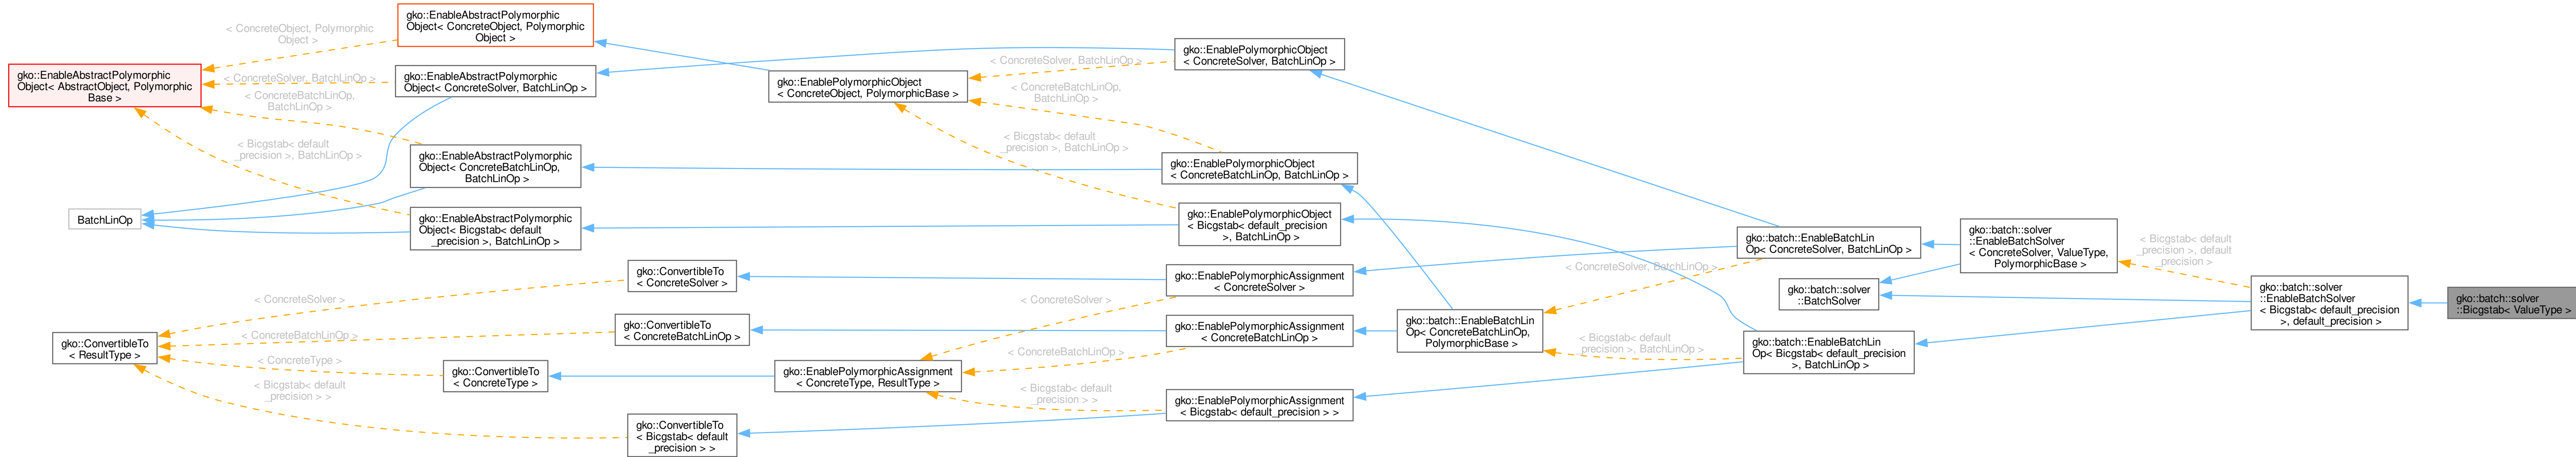 gko::EnableAbstractPolymorphic
Object< AbstractObject, Polymorphic
Base >
BatchLinOp
gko::ConvertibleTo
< ResultType >
< ConcreteObject, Polymorphic
Object >
< ConcreteSolver, BatchLinOp >
< ConcreteBatchLinOp,
BatchLinOp >
< Bicgstab< default
_precision >, BatchLinOp >
< ConcreteSolver >
< ConcreteBatchLinOp >
< ConcreteType >
< Bicgstab< default
_precision > >
gko::EnableAbstractPolymorphic
Object< ConcreteObject, Polymorphic
Object >
gko::EnableAbstractPolymorphic
Object< ConcreteSolver, BatchLinOp >
gko::EnableAbstractPolymorphic
Object< ConcreteBatchLinOp,
BatchLinOp >
gko::EnableAbstractPolymorphic
Object< Bicgstab< default
_precision >, BatchLinOp >
gko::ConvertibleTo
< ConcreteSolver >
gko::ConvertibleTo
< ConcreteBatchLinOp >
gko::ConvertibleTo
< ConcreteType >
gko::ConvertibleTo
< Bicgstab< default
_precision > >
gko::EnablePolymorphicObject
< ConcreteObject, PolymorphicBase >
gko::EnablePolymorphicAssignment
< ConcreteType, ResultType >
< ConcreteSolver, BatchLinOp >
< ConcreteBatchLinOp,
BatchLinOp >
< Bicgstab< default
_precision >, BatchLinOp >
< ConcreteSolver >
< ConcreteBatchLinOp >
< Bicgstab< default
_precision > >
gko::EnablePolymorphicObject
< ConcreteSolver, BatchLinOp >
gko::EnablePolymorphicObject
< ConcreteBatchLinOp, BatchLinOp >
gko::EnablePolymorphicObject
< Bicgstab< default_precision
>, BatchLinOp >
gko::EnablePolymorphicAssignment
< ConcreteSolver >
gko::EnablePolymorphicAssignment
< ConcreteBatchLinOp >
gko::EnablePolymorphicAssignment
< Bicgstab< default_precision > >
gko::batch::EnableBatchLin
Op< ConcreteBatchLinOp,
PolymorphicBase >
< ConcreteSolver, BatchLinOp >
< Bicgstab< default
_precision >, BatchLinOp >
gko::batch::EnableBatchLin
Op< ConcreteSolver, BatchLinOp >
gko::batch::solver
::BatchSolver
gko::batch::EnableBatchLin
Op< Bicgstab< default_precision
>, BatchLinOp >
gko::batch::solver
::EnableBatchSolver
< ConcreteSolver, ValueType,
PolymorphicBase >
< Bicgstab< default
_precision >, default
_precision >
gko::batch::solver
::EnableBatchSolver
< Bicgstab< default_precision
>, default_precision >
gko::batch::solver
::Bicgstab< ValueType >